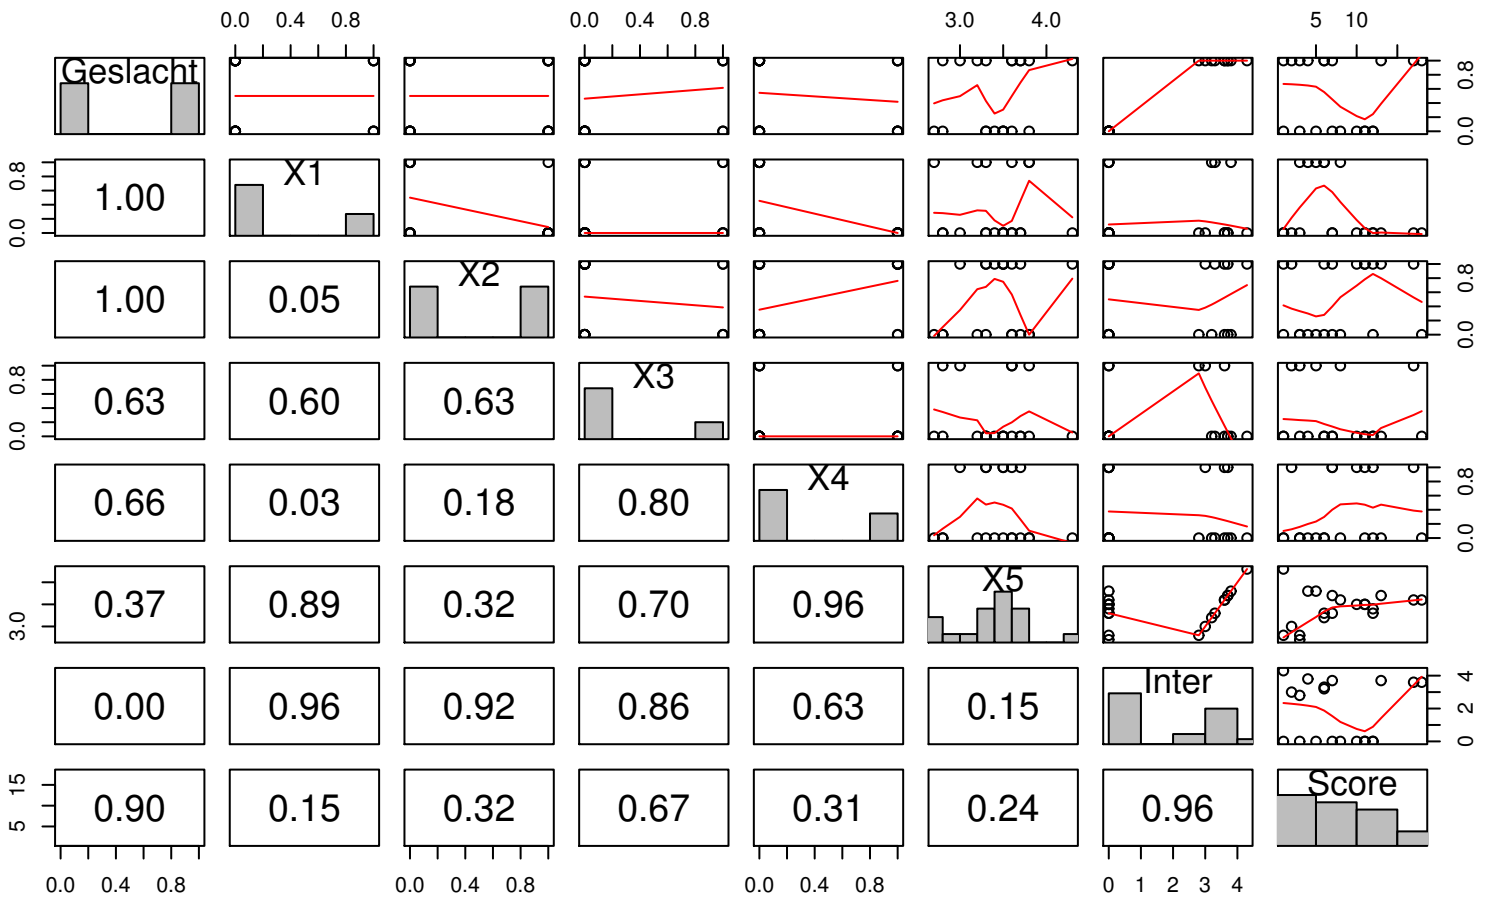 0.0 0.4 0.8 0.0 0.4 0.8 3.0 4.0 5 10
Geslacht 0.0 0.8
0.0 0.8 1.00 X1
1.00 0.05 X2 0.0 0.8
0.0 0.8 0.63 0.60 0.63 X3
0.66 0.03 0.18 0.80 X4 0.0 0.8
3.0 0.37 0.89 0.32 0.70 0.96 X5
0.00 0.96 0.92 0.86 0.63 0.15 Inter 0 2 4
5 15 0.90 0.15 0.32 0.67 0.31 0.24 0.96 Score
0.0 0.4 0.8 0.0 0.4 0.8 0.0 0.4 0.8 0 1 2 3 4